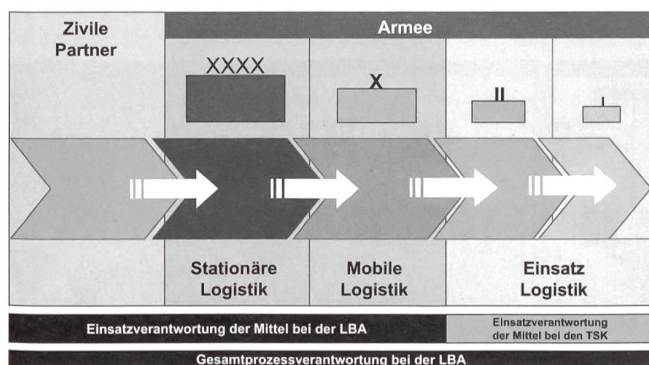 Zivile
Partner
Armee
XXXX
X
II
I
Stationäre
Logistik
Mobile
Logistik
Einsatz
Logistik
Einsatzverantwortung der Mittel bei der LBA
Einsatzverantwortung
der Mittel bei den TSK
Gesamtprozessverantwortung bei der LBA